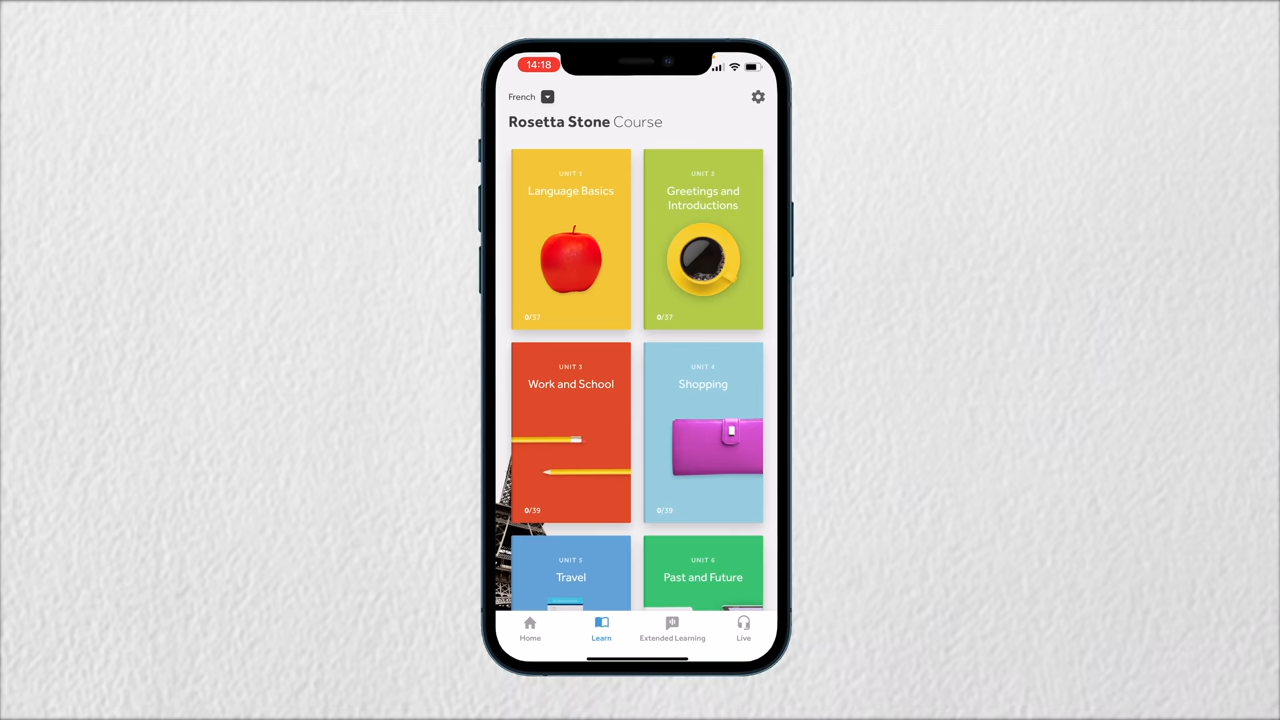 14:18
French
Rosetta Stone Course
UNIT 1
Language Basics
0/37
UNIT 2
Greetings and
Introductions
0/37
UNIT 3
Work and School
0/39
UNIT 4
Shopping
0/39
UNIT 5
Travel
UNIT 6
Past and Future
Home
Learn
Extended Learning
Live